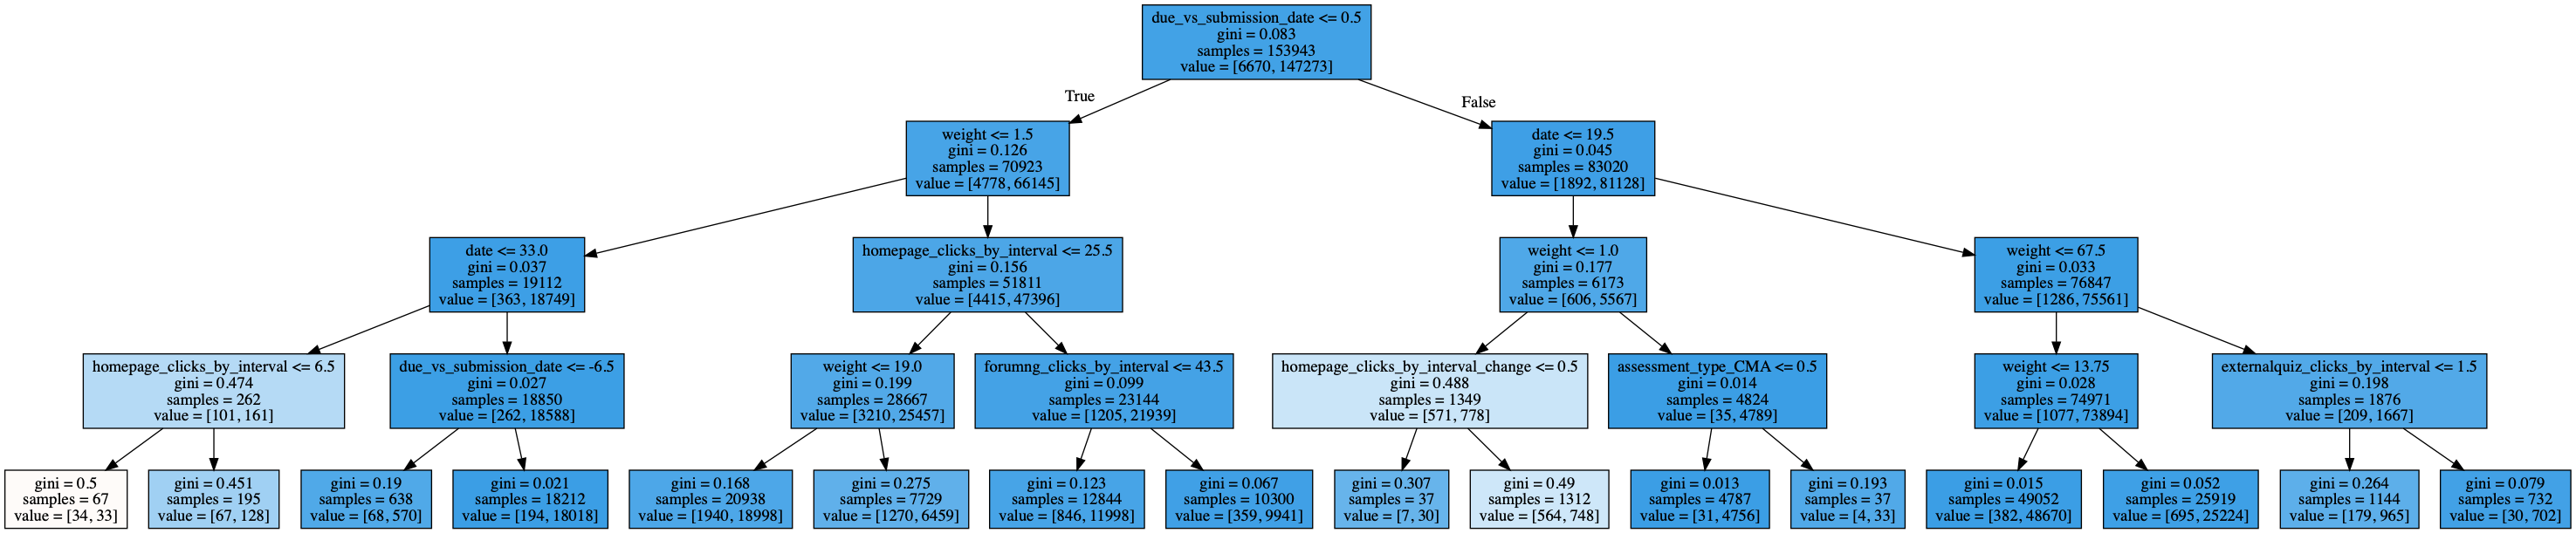 due_vs_submission_date <= 0.5
gini = 0.083
samples = 153943
value = [6670, 147273]
True
False
weight <= 1.5
gini = 0.126
samples = 70923
value = [4778, 66145]
date <= 19.5
gini = 0.045
samples = 83020
value = [1892, 81128]
date <= 33.0
gini = 0.037
samples = 19112
value = [363, 18749]
homepage_clicks_by_interval <= 25.5
gini = 0.156
samples = 51811
value = [4415, 47396]
weight <= 1.0
gini = 0.177
samples = 6173
value = [606, 5567]
weight <= 67.5
gini = 0.033
samples = 76847
value = [1286, 75561]
homepage_clicks_by_interval <= 6.5
gini = 0.474
samples = 262
value = [101, 161]
due_vs_submission_date <= -6.5
gini = 0.027
samples = 18850
value = [262, 18588]
weight <= 19.0
gini = 0.199
samples = 28667
value = [3210, 25457]
forumng_clicks_by_interval <= 43.5
gini = 0.099
samples = 23144
value = [1205, 21939]
homepage_clicks_by_interval_change <= 0.5
gini = 0.488
samples = 1349
value = [571, 778]
assessment_type_CMA <= 0.5
gini = 0.014
samples = 4824
value = [35, 4789]
weight <= 13.75
gini = 0.028
samples = 74971
value = [1077, 73894]
externalquiz_clicks_by_interval <= 1.5
gini = 0.198
samples = 1876
value = [209, 1667]
gini = 0.5
samples = 67
value = [34, 33]
gini = 0.451
samples = 195
value = [67, 128]
gini = 0.19
samples = 638
value = [68, 570]
gini = 0.021
samples = 18212
value = [194, 18018]
gini = 0.168
samples = 20938
value = [1940, 18998]
gini = 0.275
samples = 7729
value = [1270, 6459]
gini = 0.123
samples = 12844
value = [846, 11998]
gini = 0.067
samples = 10300
value = [359, 9941]
gini = 0.307
samples = 37
value = [7, 30]
gini = 0.49
samples = 1312
value = [564, 748]
gini = 0.013
samples = 4787
value = [31, 4756]
gini = 0.193
samples = 37
value = [4, 33]
gini = 0.015
samples = 49052
value = [382, 48670]
gini = 0.052
samples = 25919
value = [695, 25224]
gini = 0.264
samples = 1144
value = [179, 965]
gini = 0.079
samples = 732
value = [30, 702]